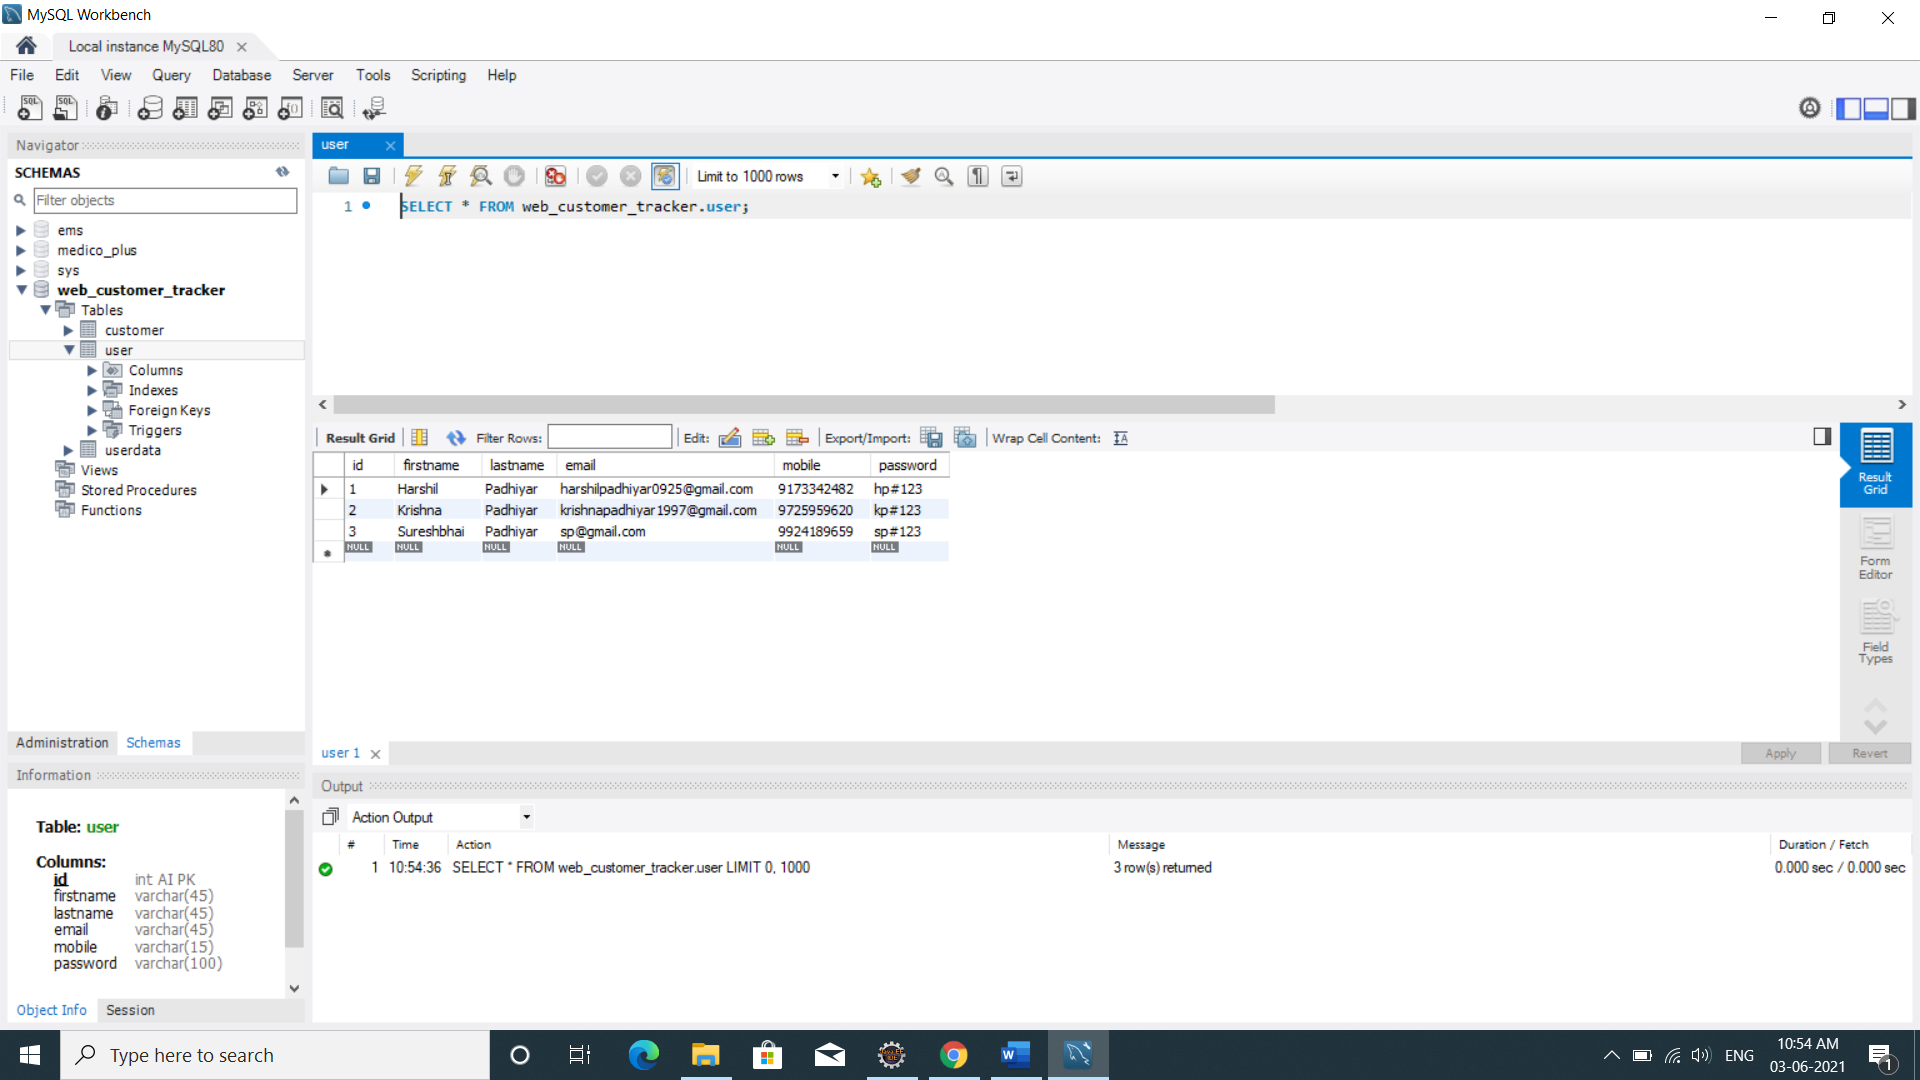 MySQL Workbench
Local instance MySQL80
File Edit View Query Database Server Tools Scripting Help
Navigator
SCHEMAS
Filter objects
ems
medico_plus
sys
web_customer_tracker
Tables
customer
user
Columns
Indexes
Foreign Keys
Triggers
userdata
Views
Stored Procedures
Functions
Administration Schemas
Information
Table: user
Columns:
id int AI PK
firstname varchar(45)
lastname varchar(45)
email varchar(45)
mobile varchar(15)
password varchar(100)
Object Info Session
user
Limit to 1000 rows
1 SELECT * FROM web_customer_tracker.user;
Result Grid Filter Rows: Edit: Export/Import: Wrap Cell Content:
id firstname lastname email mobile password
1 Harshil Padhiyar harshilpadhiyar0925@gmail.com 9173342482 hp#123
2 Krishna Padhiyar krishnapadhiyar1997@gmail.com 9725959620 kp#123
3 Sureshbhai Padhiyar sp@gmail.com 9924189659 sp#123
NULL NULL NULL NULL NULL NULL
Result
Grid
Form
Editor
Field
Types
user 1
Apply Revert
Output
Action Output
# Time Action Message Duration / Fetch
1 10:54:36 SELECT * FROM web_customer_tracker.user LIMIT 0, 1000 3 row(s) returned 0.000 sec / 0.000 sec
Type here to search
ENG
10:54 AM
03-06-2021
1